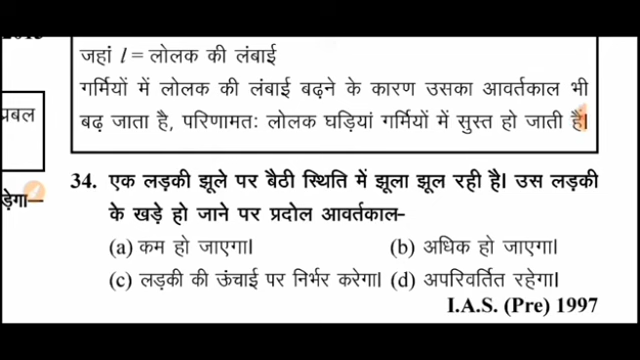 जहां l = लोलक की लंबाई
गर्मियों में लोलक की लंबाई बढ़ने के कारण उसका आवर्तकाल भी
बढ़ जाता है, परिणामतः लोलक घड़ियां गर्मियों में सुस्त हो जाती हैं।
प्रबल
34. एक लड़की झूले पर बैठी स्थिति में झूला झूल रही है। उस लड़की
के खड़े हो जाने पर प्रदोल आवर्तकाल–
(a) कम हो जाएगा। (b) अधिक हो जाएगा।
(c) लड़की की ऊंचाई पर निर्भर करेगा। (d) अपरिवर्तित रहेगा।
I.A.S. (Pre) 1997